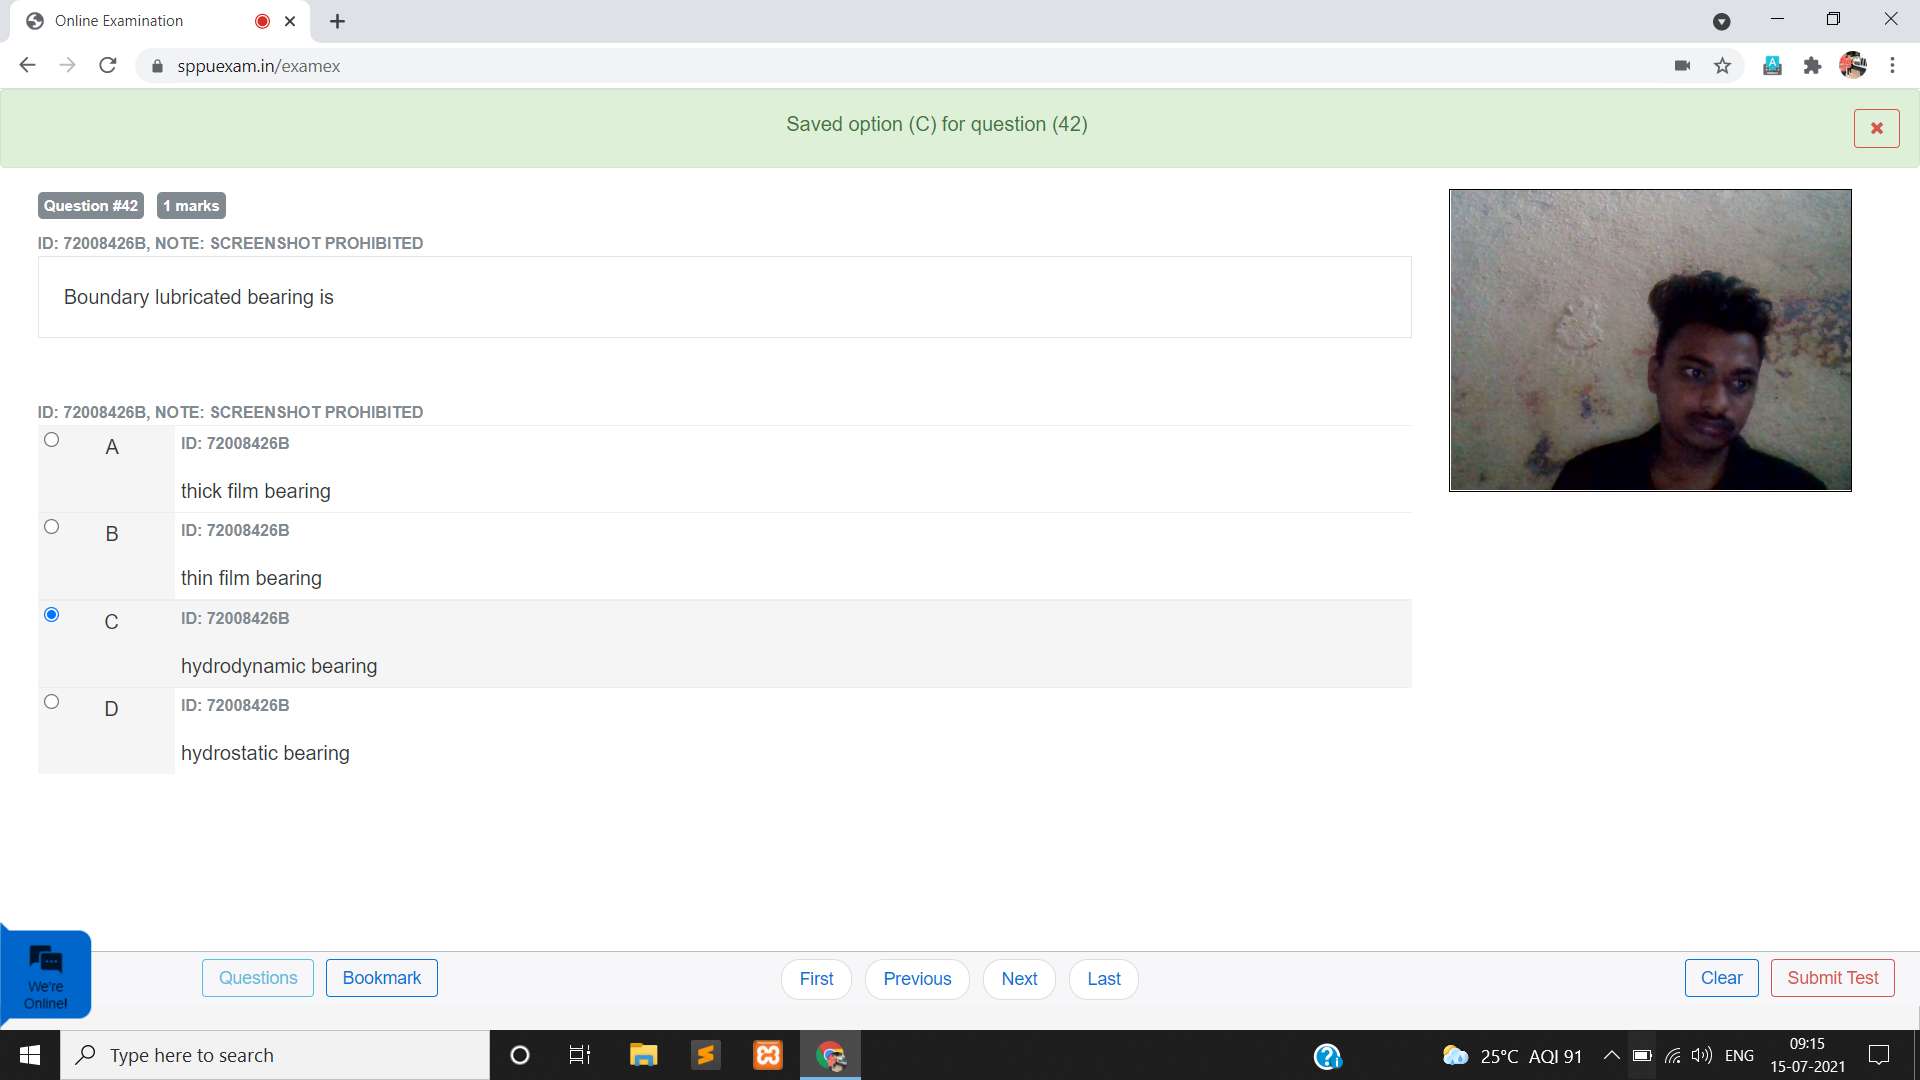 Online Examination
sppuexam.in/examex
Saved option (C) for question (42)
Question #42 1 marks
ID: 72008426B, NOTE: SCREENSHOT PROHIBITED
Boundary lubricated bearing is
ID: 72008426B, NOTE: SCREENSHOT PROHIBITED
A ID: 72008426B
thick film bearing
B ID: 72008426B
thin film bearing
C ID: 72008426B
hydrodynamic bearing
D ID: 72008426B
hydrostatic bearing
We're
Online!
Questions Bookmark First Previous Next Last Clear Submit Test
Type here to search
25°C AQI 91 ENG
09:15
15-07-2021